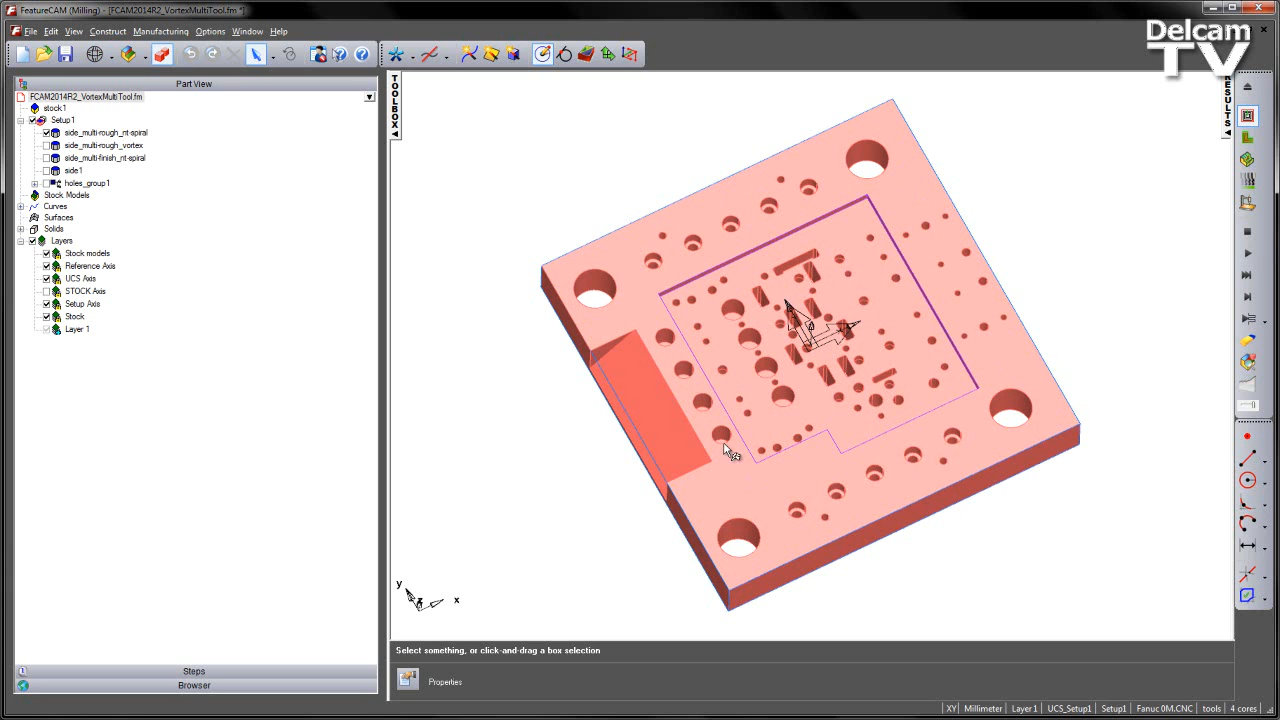 FeatureCAM (Milling) - [FCAM2014R2_VortexMultiTool.fm *]
Delcam
TV
File Edit View Construct Manufacturing Options Window Help
Part View
FCAM2014R2_VortexMultiTool.fm
stock1
Setup1
side_multi-rough_nt-spiral
side_multi-rough_vortex
side_multi-finish_nt-spiral
side1
holes_group1
Stock Models
Curves
Surfaces
Solids
Layers
Stock models
Reference Axis
UCS Axis
STOCK Axis
Setup Axis
Stock
Layer 1
Steps
Browser
TOOLBOX
RESULTS
y
z
x
Select something, or click-and-drag a box selection
Properties
XY Millimeter Layer 1 UCS_Setup1 Setup1 Fanuc 0M.CNC tools 4 cores